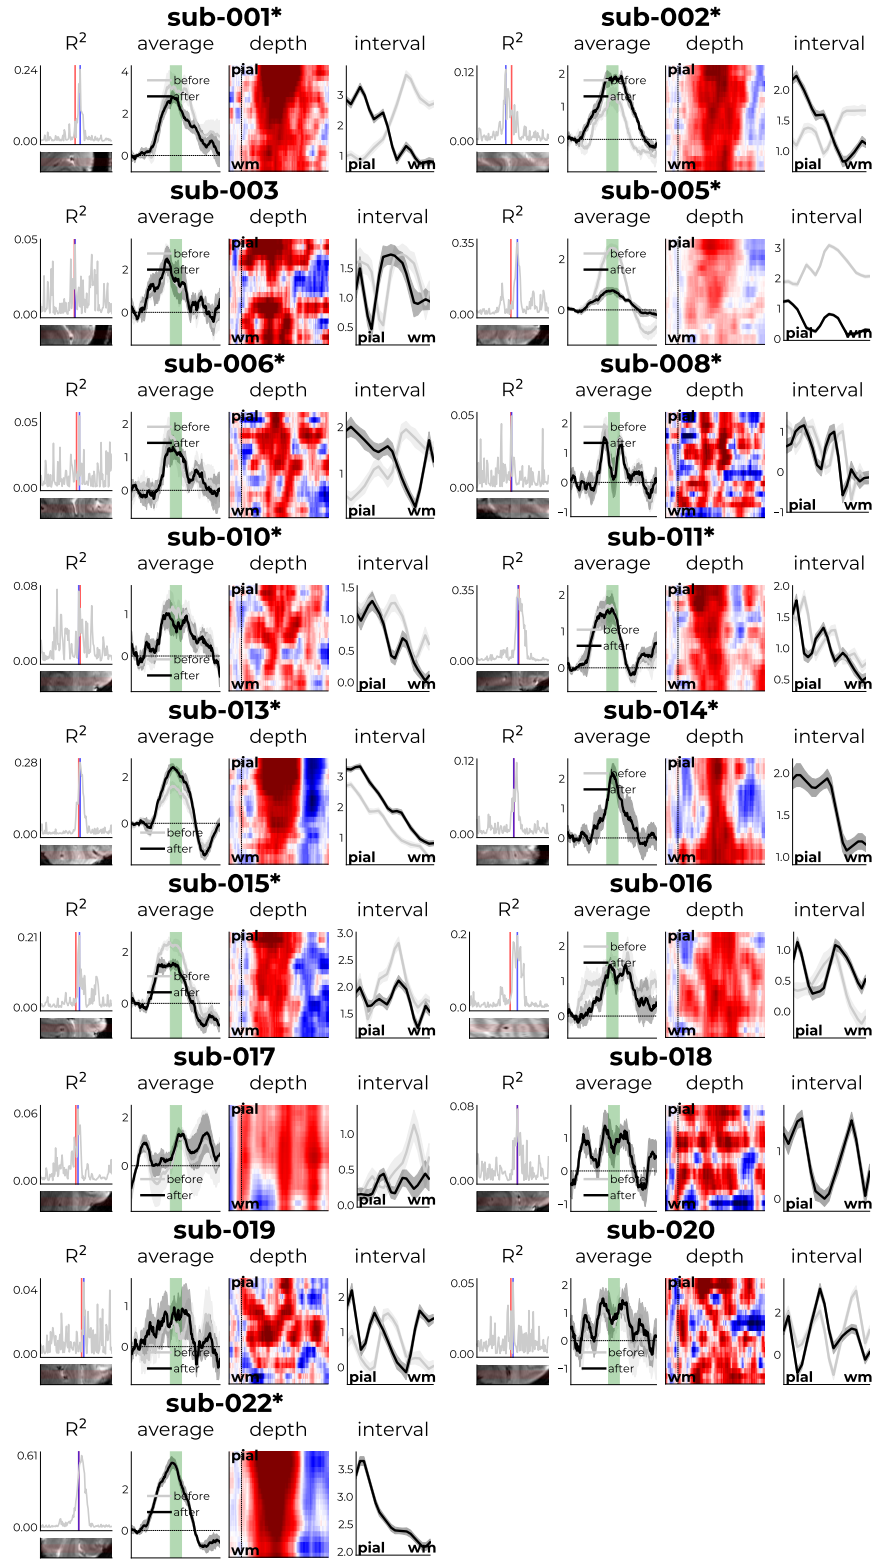 sub-001*
R² average depth interval
0.24
0.00
4
2
0
before
after
pial
wm
3
2
1
pial wm
sub-002*
R² average depth interval
0.12
0.00
2
1
0
before
after
pial
wm
2.0
1.5
1.0
pial wm
sub-003
R² average depth interval
0.05
0.00
2
0
before
after
pial
wm
1.5
1.0
0.5
pial wm
sub-005*
R² average depth interval
0.35
0.00
2
0
before
after
pial
wm
3
2
1
0
pial wm
sub-006*
R² average depth interval
0.05
0.00
2
1
0
before
after
pial
wm
2
1
pial wm
sub-008*
R² average depth interval
0.05
0.00
2
1
0
−1
before
after
pial
wm
1
0
−1
pial wm
sub-010*
R² average depth interval
0.08
0.00
1
0
before
after
pial
wm
1.5
1.0
0.5
0.0
pial wm
sub-011*
R² average depth interval
0.35
0.00
2
1
0
before
after
pial
wm
2.0
1.5
1.0
0.5
pial wm
sub-013*
R² average depth interval
0.28
0.00
2
0
before
after
pial
wm
3
2
1
pial wm
sub-014*
R² average depth interval
0.12
0.00
2
1
0
before
after
pial
wm
2.0
1.5
1.0
pial wm
sub-015*
R² average depth interval
0.21
0.00
2
0
before
after
pial
wm
3.0
2.5
2.0
1.5
pial wm
sub-016
R² average depth interval
0.2
0.00
2
1
0
before
after
pial
wm
1.0
0.5
0.0
pial wm
sub-017
R² average depth interval
0.06
0.00
2
0
before
after
pial
wm
1.0
0.5
0.0
pial wm
sub-018
R² average depth interval
0.08
0.00
2
1
0
−1
before
after
pial
wm
1
0
pial wm
sub-019
R² average depth interval
0.04
0.00
1
0
before
after
pial
wm
2
1
0
pial wm
sub-020
R² average depth interval
0.05
0.00
2
1
0
−1
before
after
pial
wm
2
1
0
pial wm
sub-022*
R² average depth interval
0.61
0.00
2
0
before
after
pial
wm
3.5
3.0
2.5
2.0
pial wm